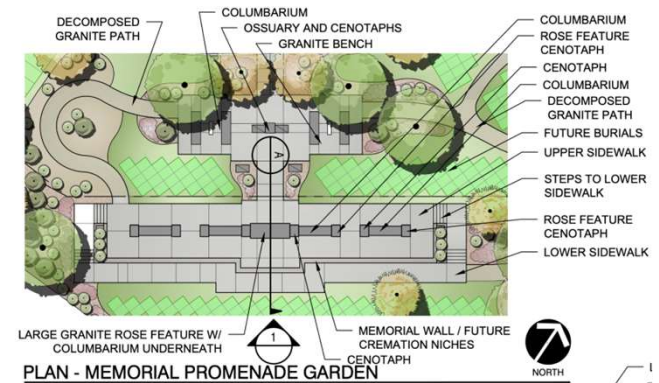 DECOMPOSED
GRANITE PATH
COLUMBARIUM
OSSUARY AND CENOTAPHS
GRANITE BENCH
COLUMBARIUM
ROSE FEATURE
CENOTAPH
CENOTAPH
COLUMBARIUM
DECOMPOSED
GRANITE PATH
FUTURE BURIALS
UPPER SIDEWALK
STEPS TO LOWER
SIDEWALK
ROSE FEATURE
CENOTAPH
LOWER SIDEWALK
A
LARGE GRANITE ROSE FEATURE W/
COLUMBARIUM UNDERNEATH
1
MEMORIAL WALL / FUTURE
CREMATION NICHES
CENOTAPH
PLAN - MEMORIAL PROMENADE GARDEN
NORTH